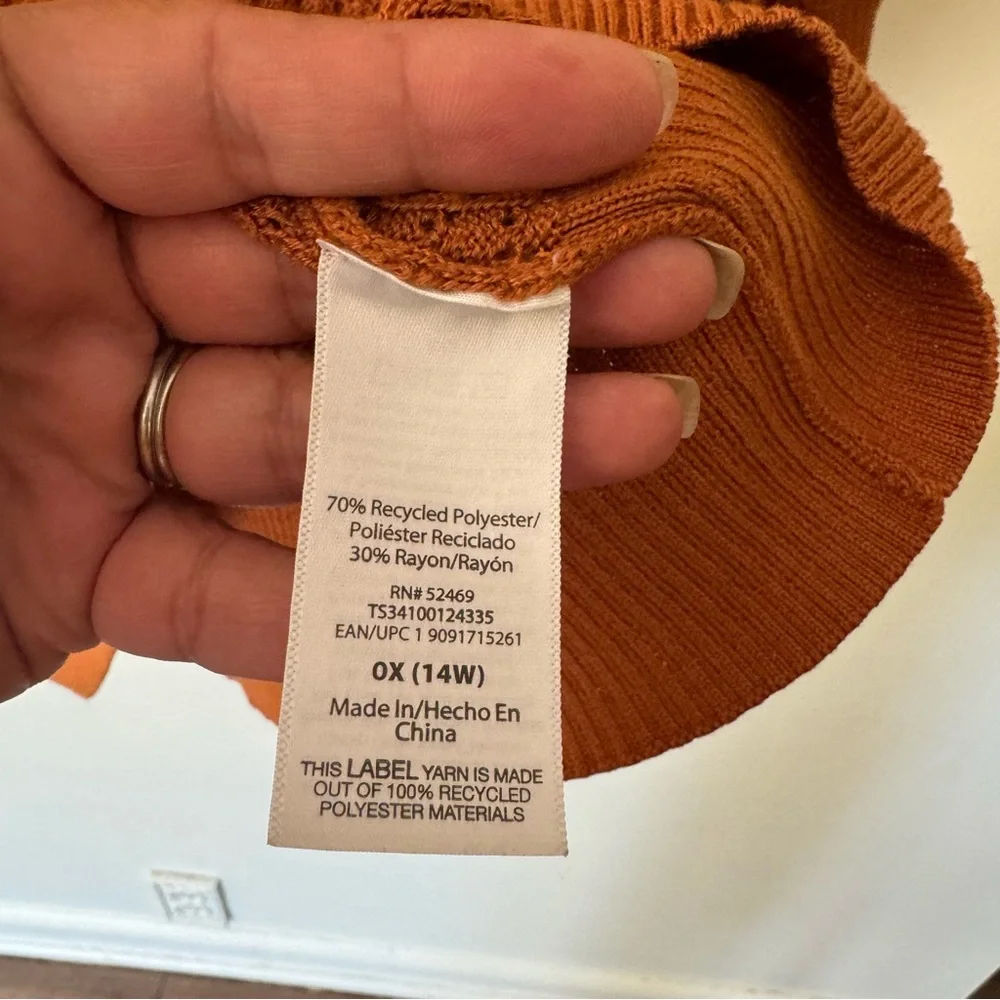 70% Recycled Polyester/
Poliéster Reciclado
30% Rayon/Rayón
RN# 52469
TS34100124335
EAN/UPC 1 9091715261
0X (14W)
Made In/Hecho En
China
THIS LABEL YARN IS MADE
OUT OF 100% RECYCLED
POLYESTER MATERIALS